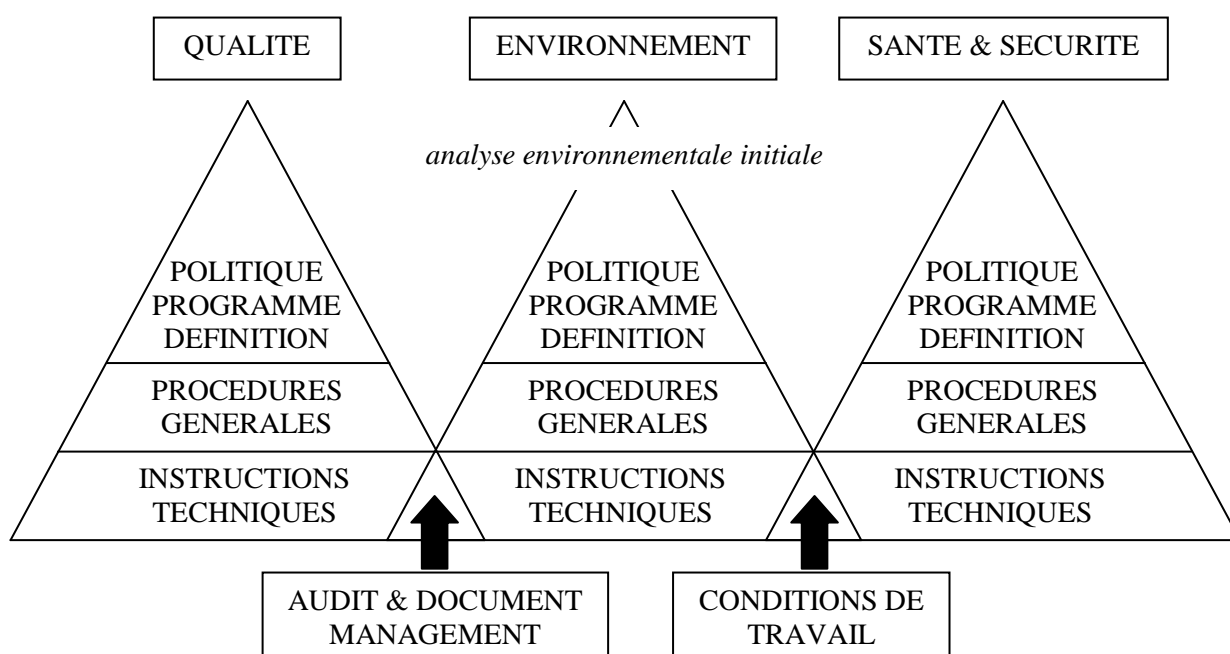 QUALITE
ENVIRONNEMENT
SANTE & SECURITE
analyse environnementale initiale
POLITIQUE
PROGRAMME
DEFINITION
POLITIQUE
PROGRAMME
DEFINITION
POLITIQUE
PROGRAMME
DEFINITION
PROCEDURES
GENERALES
PROCEDURES
GENERALES
PROCEDURES
GENERALES
INSTRUCTIONS
TECHNIQUES
INSTRUCTIONS
TECHNIQUES
INSTRUCTIONS
TECHNIQUES
AUDIT & DOCUMENT
MANAGEMENT
CONDITIONS DE
TRAVAIL